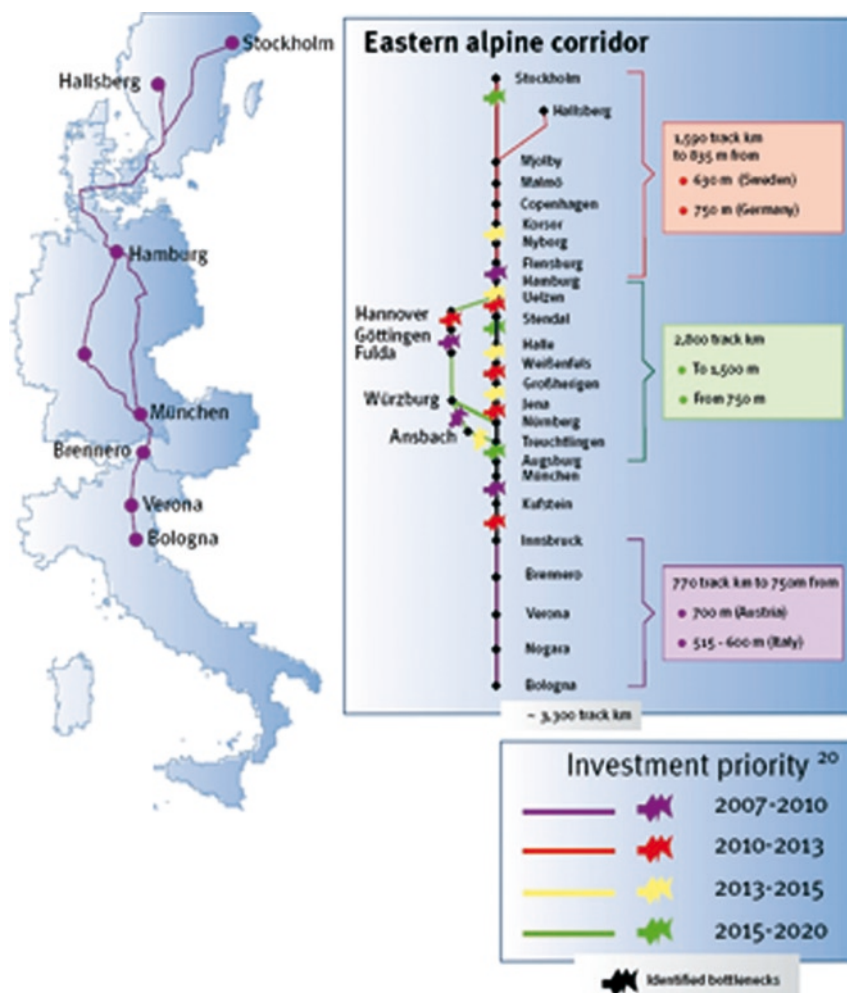 Stockholm
Hallsberg
Hamburg
München
Brennero
Verona
Bologna
Eastern alpine corridor
Stockholm
Hallsberg
Mjolby
Malmö
Copenhagen
Korsor
Nyborg
Flensburg
Hamburg
Uelzen
Stendal
Halle
Weißenfels
Großherigen
Jena
Nürnberg
Treuchtlingen
Augsburg
München
Kufstein
Innsbruck
Brennero
Verona
Nogara
Bologna
Hannover
Göttingen
Fulda
Würzburg
Ansbach
1,590 track km
to 835 m from
630 m (Sweden)
750 m (Germany)
2,800 track km
To 1,500 m
From 750 m
770 track km to 750m from
700 m (Austria)
515 - 600 m (Italy)
~ 3,300 track km
Investment priority 20
2007-2010
2010-2013
2013-2015
2015-2020
Identified bottlenecks